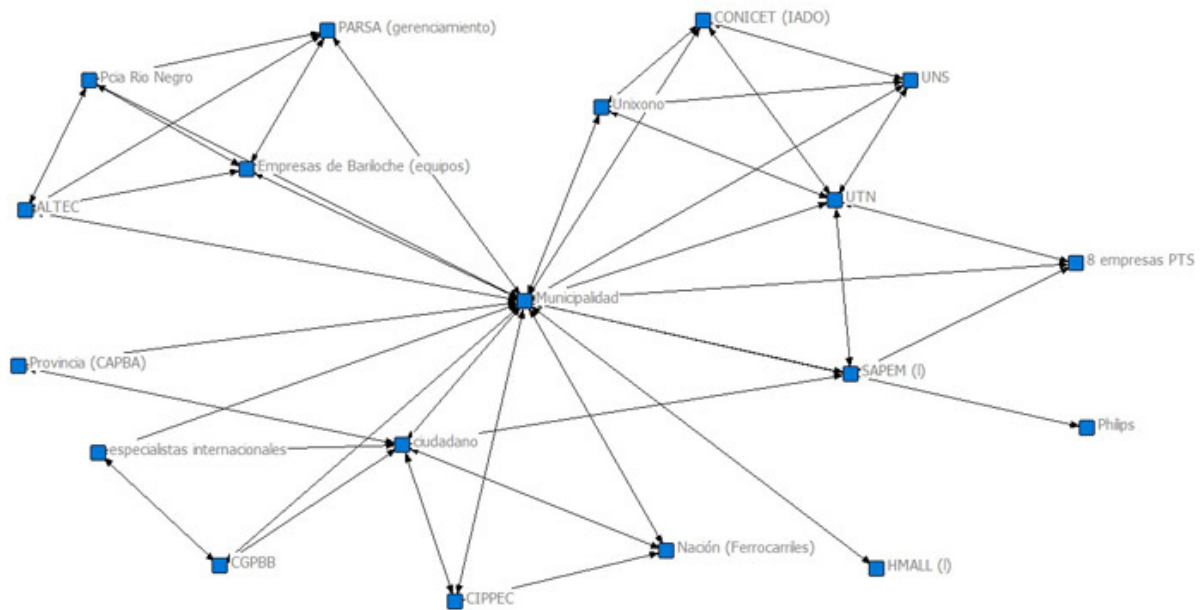 CONICET (IADO)
PARSA (gerenciamiento)
Pcia Rio Negro
UNS
Unixono
Empresas de Bariloche (equipos)
UTN
ALTEC
8 empresas PTS
Municipalidad
Provincia (CAPBA)
SAPEM (l)
Philips
ciudadano
especialistas internacionales
Nación (Ferrocarriles)
CGPBB
HMALL (l)
CIPPEC